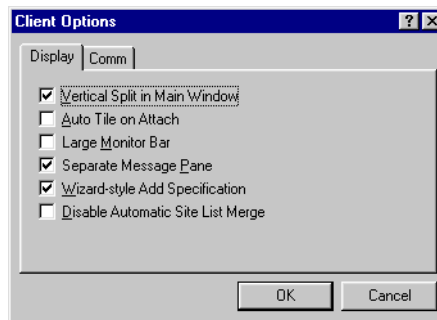 Client Options
Display Comm
Vertical Split in Main Window
Auto Tile on Attach
Large Monitor Bar
Separate Message Pane
Wizard-style Add Specification
Disable Automatic Site List Merge
OK Cancel